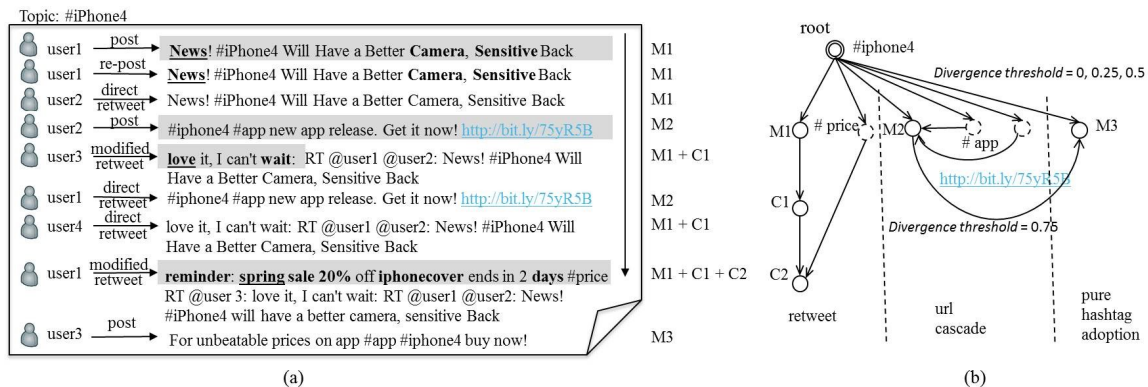 Topic: #iPhone4
user1 post News! #iPhone4 Will Have a Better Camera, Sensitive Back M1
user1 re-post News! #iPhone4 Will Have a Better Camera, Sensitive Back M1
user2 direct retweet News! #iPhone4 Will Have a Better Camera, Sensitive Back M1
user2 post #iphone4 #app new app release. Get it now! http://bit.ly/75yR5B M2
user3 modified retweet love it, I can't wait: RT @user1 @user2: News! #iPhone4 Will M1 + C1
Have a Better Camera, Sensitive Back
user1 direct retweet #iphone4 #app new app release. Get it now! http://bit.ly/75yR5B M2
user4 direct retweet love it, I can't wait: RT @user1 @user2: News! #iPhone4 Will M1 + C1
Have a Better Camera, Sensitive Back
user1 modified retweet reminder: spring sale 20% off iphonecover ends in 2 days #price M1 + C1 + C2
RT @user 3: love it, I can't wait: RT @user1 @user2: News!
#iPhone4 will have a better camera, sensitive Back
user3 post For unbeatable prices on app #app #iphone4 buy now! M3
(a)
root
#iphone4
Divergence threshold = 0, 0.25, 0.5
M1 # price M2 # app M3
http://bit.ly/75yR5B
C1
Divergence threshold = 0.75
C2
retweet
url
cascade
pure
hashtag
adoption
(b)